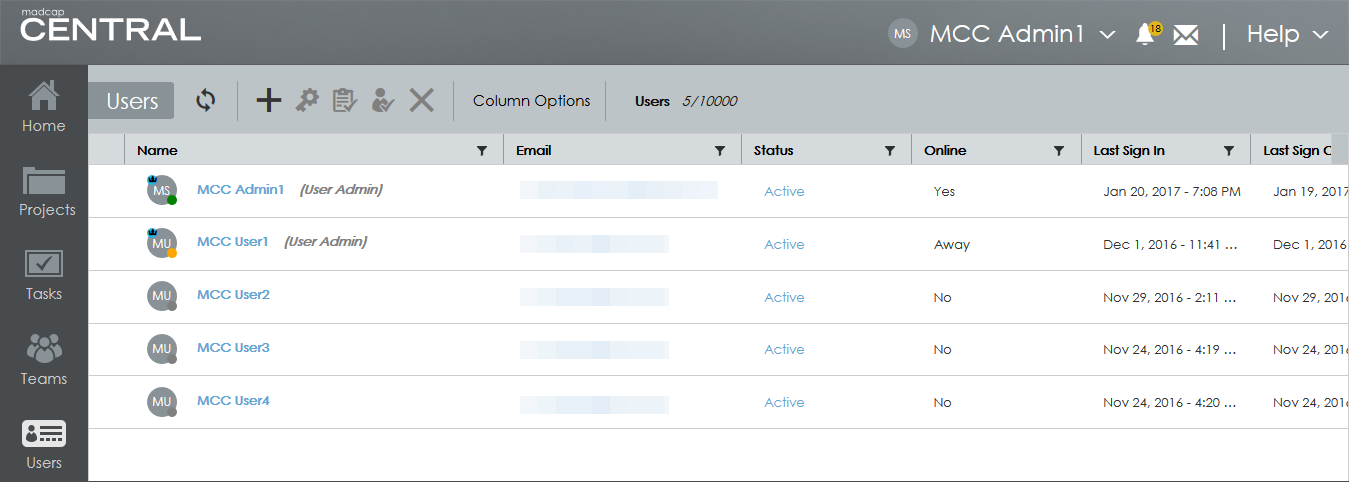 madcap
CENTRAL
MS MCC Admin1 18 Help
Home
Projects
Tasks
Teams
Users
Users Column Options Users 5/10000
Name Email Status Online Last Sign In Last Sign
MS MCC Admin1 (User Admin) Active Yes Jan 20, 2017 - 7:08 PM Jan 19, 2017
MU MCC User1 (User Admin) Active Away Dec 1, 2016 - 11:41 ... Dec 1, 2016
MU MCC User2 Active No Nov 29, 2016 - 2:11 ... Nov 29, 201
MU MCC User3 Active No Nov 24, 2016 - 4:19 ... Nov 24, 201
MU MCC User4 Active No Nov 24, 2016 - 4:20 ... Nov 24, 201